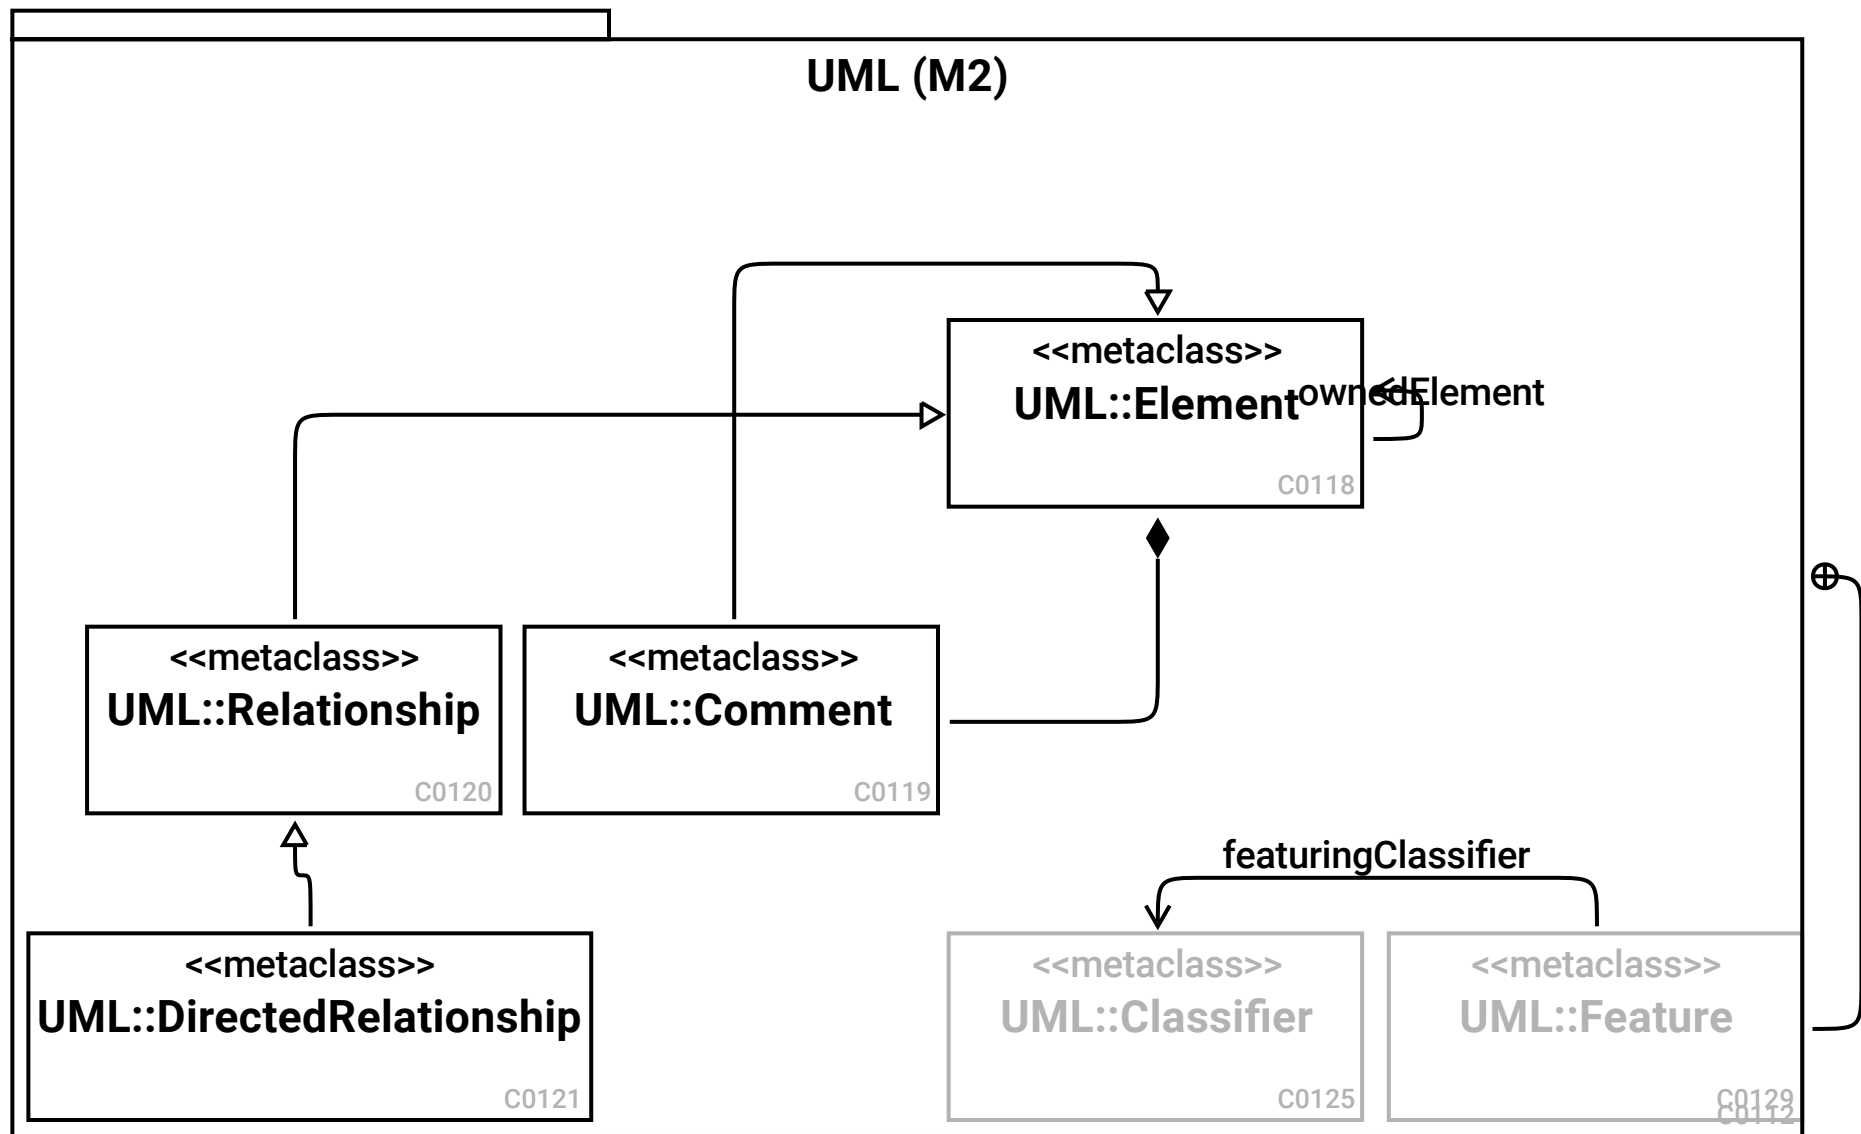 UML (M2)
<<metaclass>>
UML::Element
ownedElement
C0118
<<metaclass>>
UML::Relationship
C0120
<<metaclass>>
UML::Comment
C0119
featuringClassifier
<<metaclass>>
UML::DirectedRelationship
C0121
<<metaclass>>
UML::Classifier
C0125
<<metaclass>>
UML::Feature
C0129
C0112